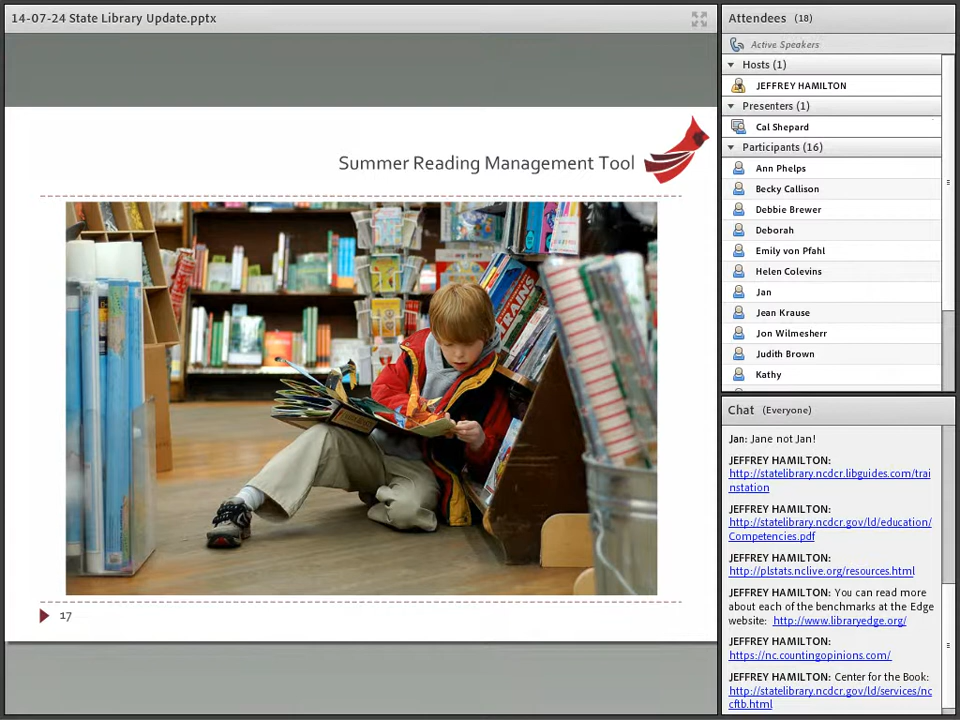 14-07-24 State Library Update.pptx
Summer Reading Management Tool
my first
TRAINS
17
Attendees (18)
Active Speakers
Hosts (1)
JEFFREY HAMILTON
Presenters (1)
Cal Shepard
Participants (16)
Ann Phelps
Becky Callison
Debbie Brewer
Deborah
Emily von Pfahl
Helen Colevins
Jan
Jean Krause
Jon Wilmesherr
Judith Brown
Kathy
Chat (Everyone)
Jan: Jane not Jan!
JEFFREY HAMILTON:
http://statelibrary.ncdcr.libguides.com/trai
nstation
JEFFREY HAMILTON:
http://statelibrary.ncdcr.gov/ld/education/
Competencies.pdf
JEFFREY HAMILTON:
http://plstats.nclive.org/resources.html
JEFFREY HAMILTON: You can read more
about each of the benchmarks at the Edge
website: http://www.libraryedge.org/
JEFFREY HAMILTON:
https://nc.countingopinions.com/
JEFFREY HAMILTON: Center for the Book:
http://statelibrary.ncdcr.gov/ld/services/nc
cftb.html